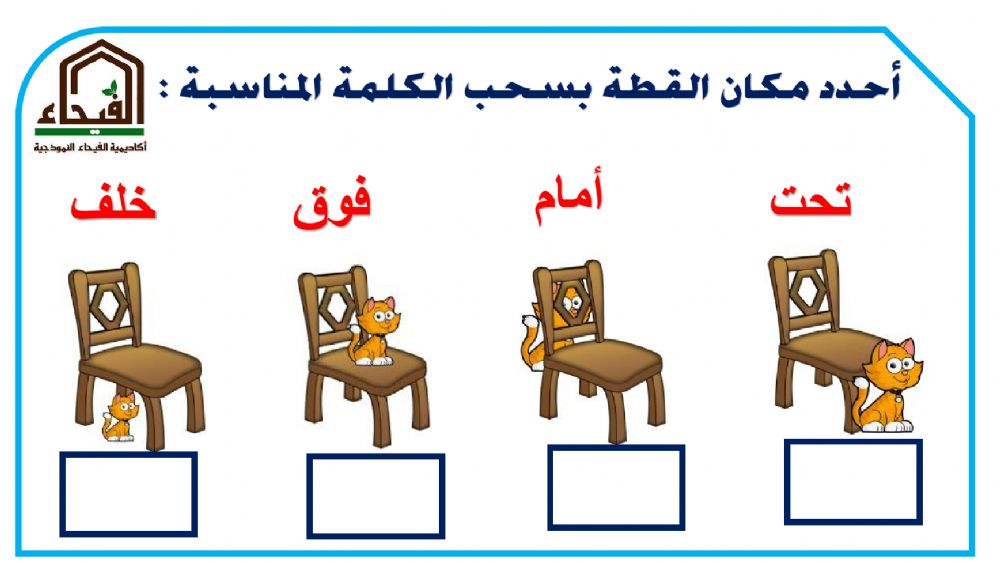 أحدد مكان القطة بسحب الكلمة المناسبة :
الفيحاء
أكاديمية الفيحاء النموذجية
تحت أمام فوق خلف